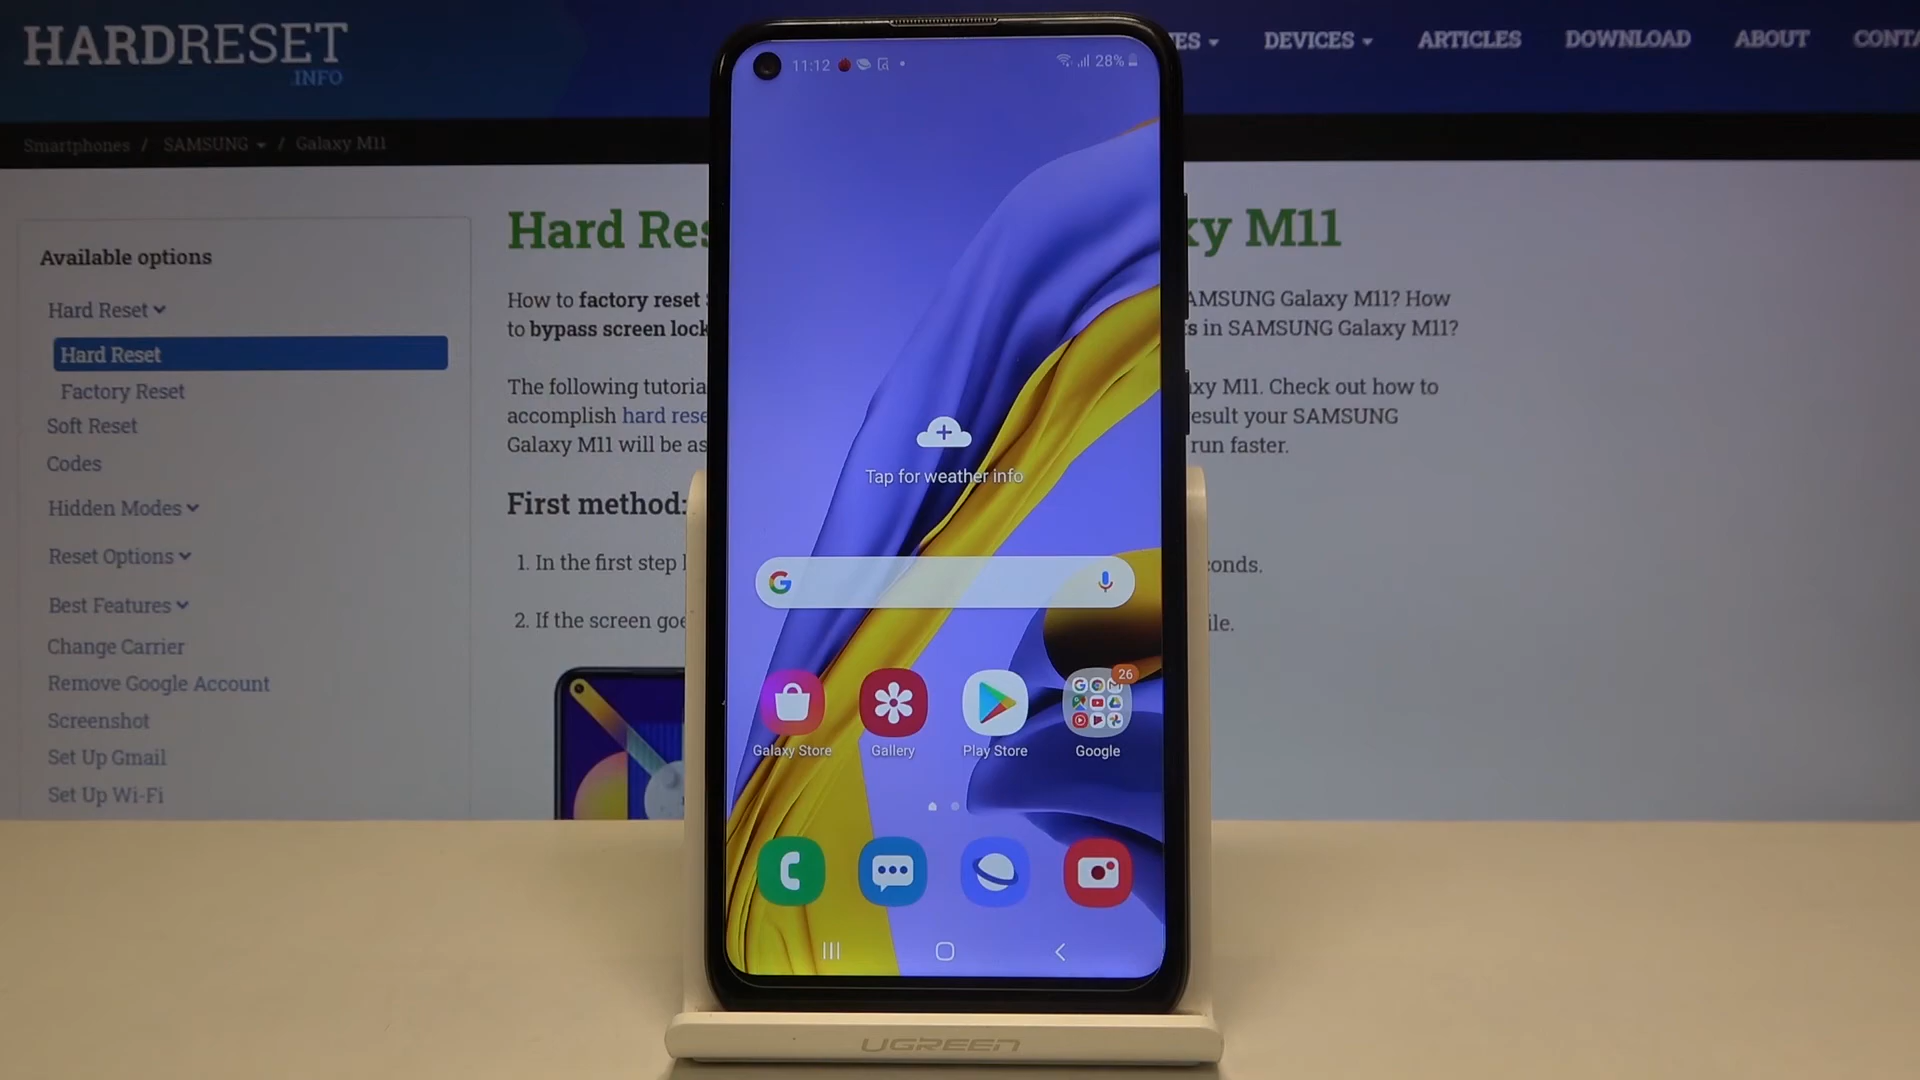 HARDRESET
.INFO
DEVICES
ARTICLES
DOWNLOAD
ABOUT
Smartphones / SAMSUNG / Galaxy M11
Available options
Hard Reset
Hard Reset
Factory Reset
Soft Reset
Codes
Hidden Modes
Reset Options
Best Features
Change Carrier
Remove Google Account
Screenshot
Set Up Gmail
Set Up Wi-Fi
Hard Res
xy M11
How to factory reset
AMSUNG Galaxy M11? How
to bypass screen lock
s in SAMSUNG Galaxy M11?
The following tutoria
xy M11. Check out how to
accomplish hard rese
esult your SAMSUNG
Galaxy M11 will be as
run faster.
First method:
1. In the first step
conds.
2. If the screen goe
ile.
11:12
28%
Tap for weather info
26
Galaxy Store
Gallery
Play Store
Google
UGREEN